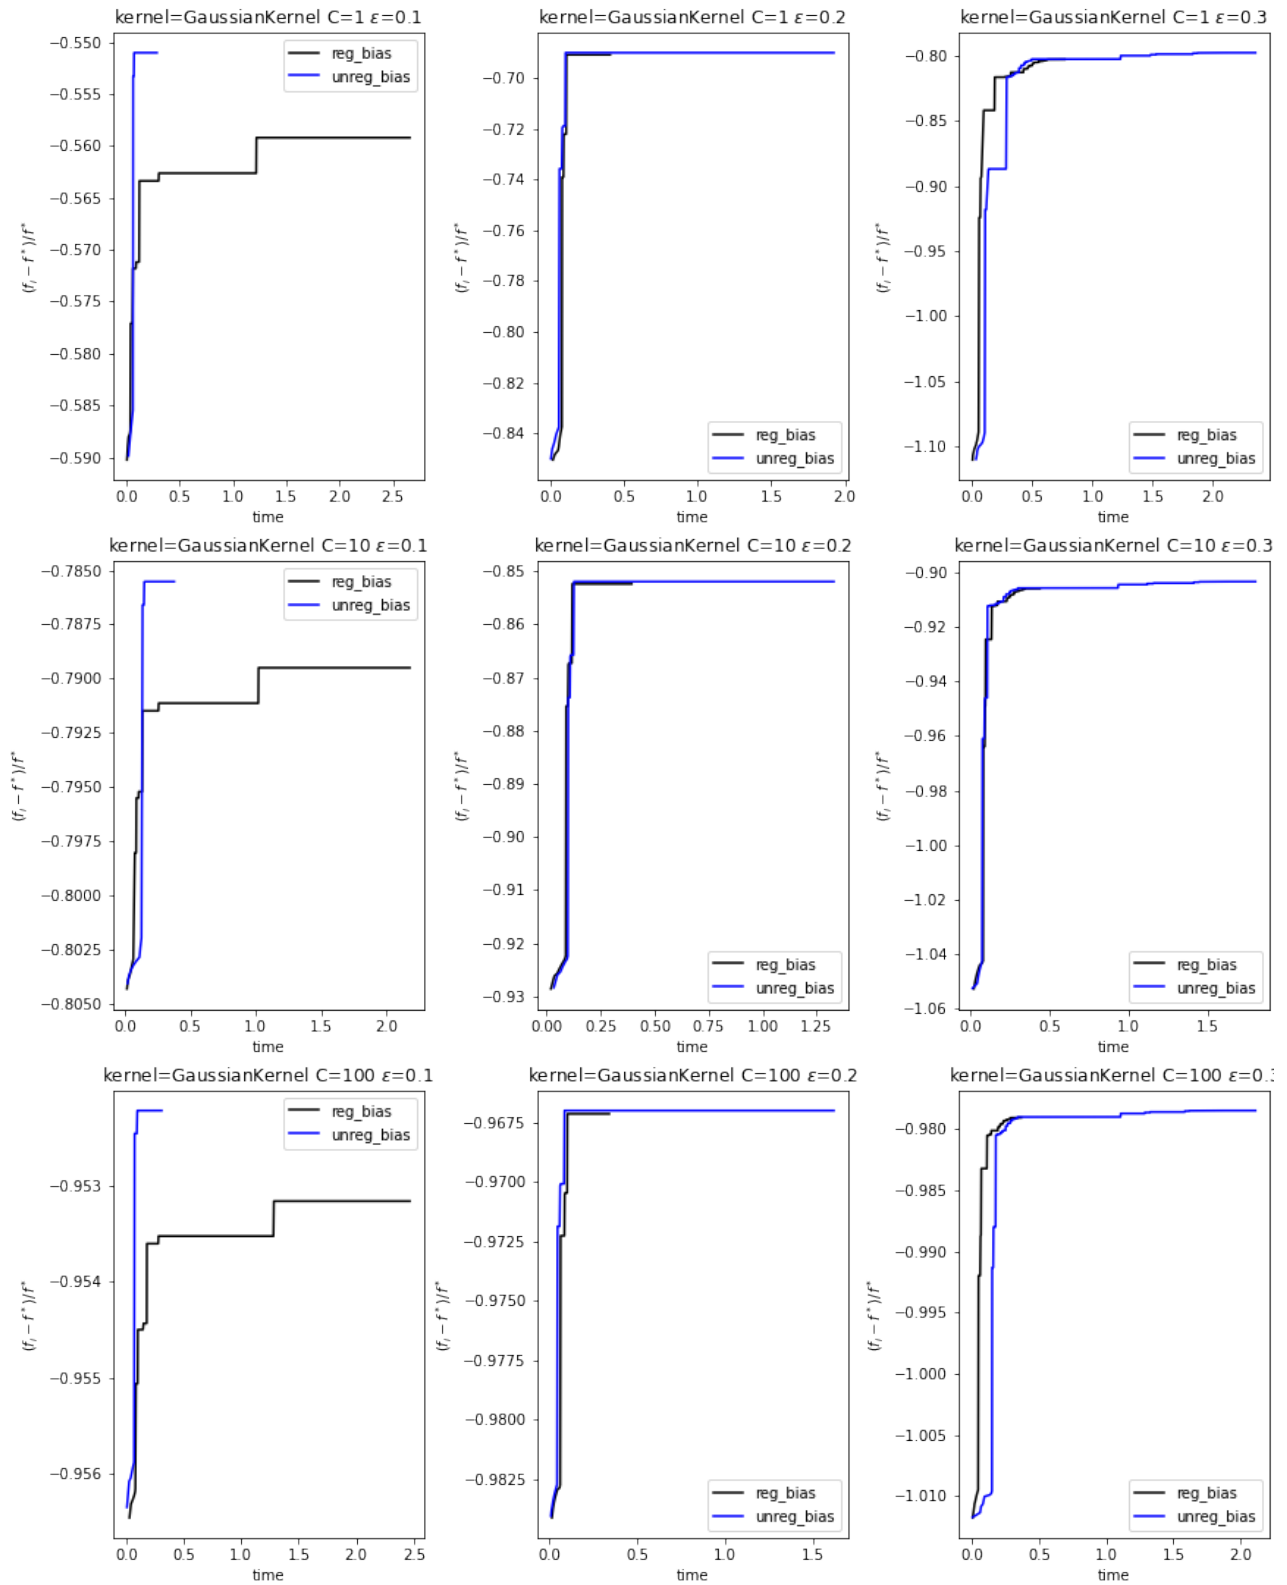 kernel=GaussianKernel C=1 ε=0.1
−0.550
−0.555
−0.560
−0.565
−0.570
−0.575
−0.580
−0.585
−0.590
(f_i − f*)/f*
0.0 0.5 1.0 1.5 2.0 2.5
time
reg_bias
unreg_bias
kernel=GaussianKernel C=1 ε=0.2
−0.70
−0.72
−0.74
−0.76
−0.78
−0.80
−0.82
−0.84
(f_i − f*)/f*
0.0 0.5 1.0 1.5 2.0
time
reg_bias
unreg_bias
kernel=GaussianKernel C=1 ε=0.3
−0.80
−0.85
−0.90
−0.95
−1.00
−1.05
−1.10
(f_i − f*)/f*
0.0 0.5 1.0 1.5 2.0
time
reg_bias
unreg_bias
kernel=GaussianKernel C=10 ε=0.1
−0.7850
−0.7875
−0.7900
−0.7925
−0.7950
−0.7975
−0.8000
−0.8025
−0.8050
(f_i − f*)/f*
0.0 0.5 1.0 1.5 2.0
time
reg_bias
unreg_bias
kernel=GaussianKernel C=10 ε=0.2
−0.85
−0.86
−0.87
−0.88
−0.89
−0.90
−0.91
−0.92
−0.93
(f_i − f*)/f*
0.00 0.25 0.50 0.75 1.00 1.25
time
reg_bias
unreg_bias
kernel=GaussianKernel C=10 ε=0.3
−0.90
−0.92
−0.94
−0.96
−0.98
−1.00
−1.02
−1.04
−1.06
(f_i − f*)/f*
0.0 0.5 1.0 1.5
time
reg_bias
unreg_bias
kernel=GaussianKernel C=100 ε=0.1
−0.953
−0.954
−0.955
−0.956
(f_i − f*)/f*
0.0 0.5 1.0 1.5 2.0 2.5
time
reg_bias
unreg_bias
kernel=GaussianKernel C=100 ε=0.2
−0.9675
−0.9700
−0.9725
−0.9750
−0.9775
−0.9800
−0.9825
(f_i − f*)/f*
0.0 0.5 1.0 1.5
time
reg_bias
unreg_bias
kernel=GaussianKernel C=100 ε=0.3
−0.980
−0.985
−0.990
−0.995
−1.000
−1.005
−1.010
(f_i − f*)/f*
0.0 0.5 1.0 1.5 2.0
time
reg_bias
unreg_bias